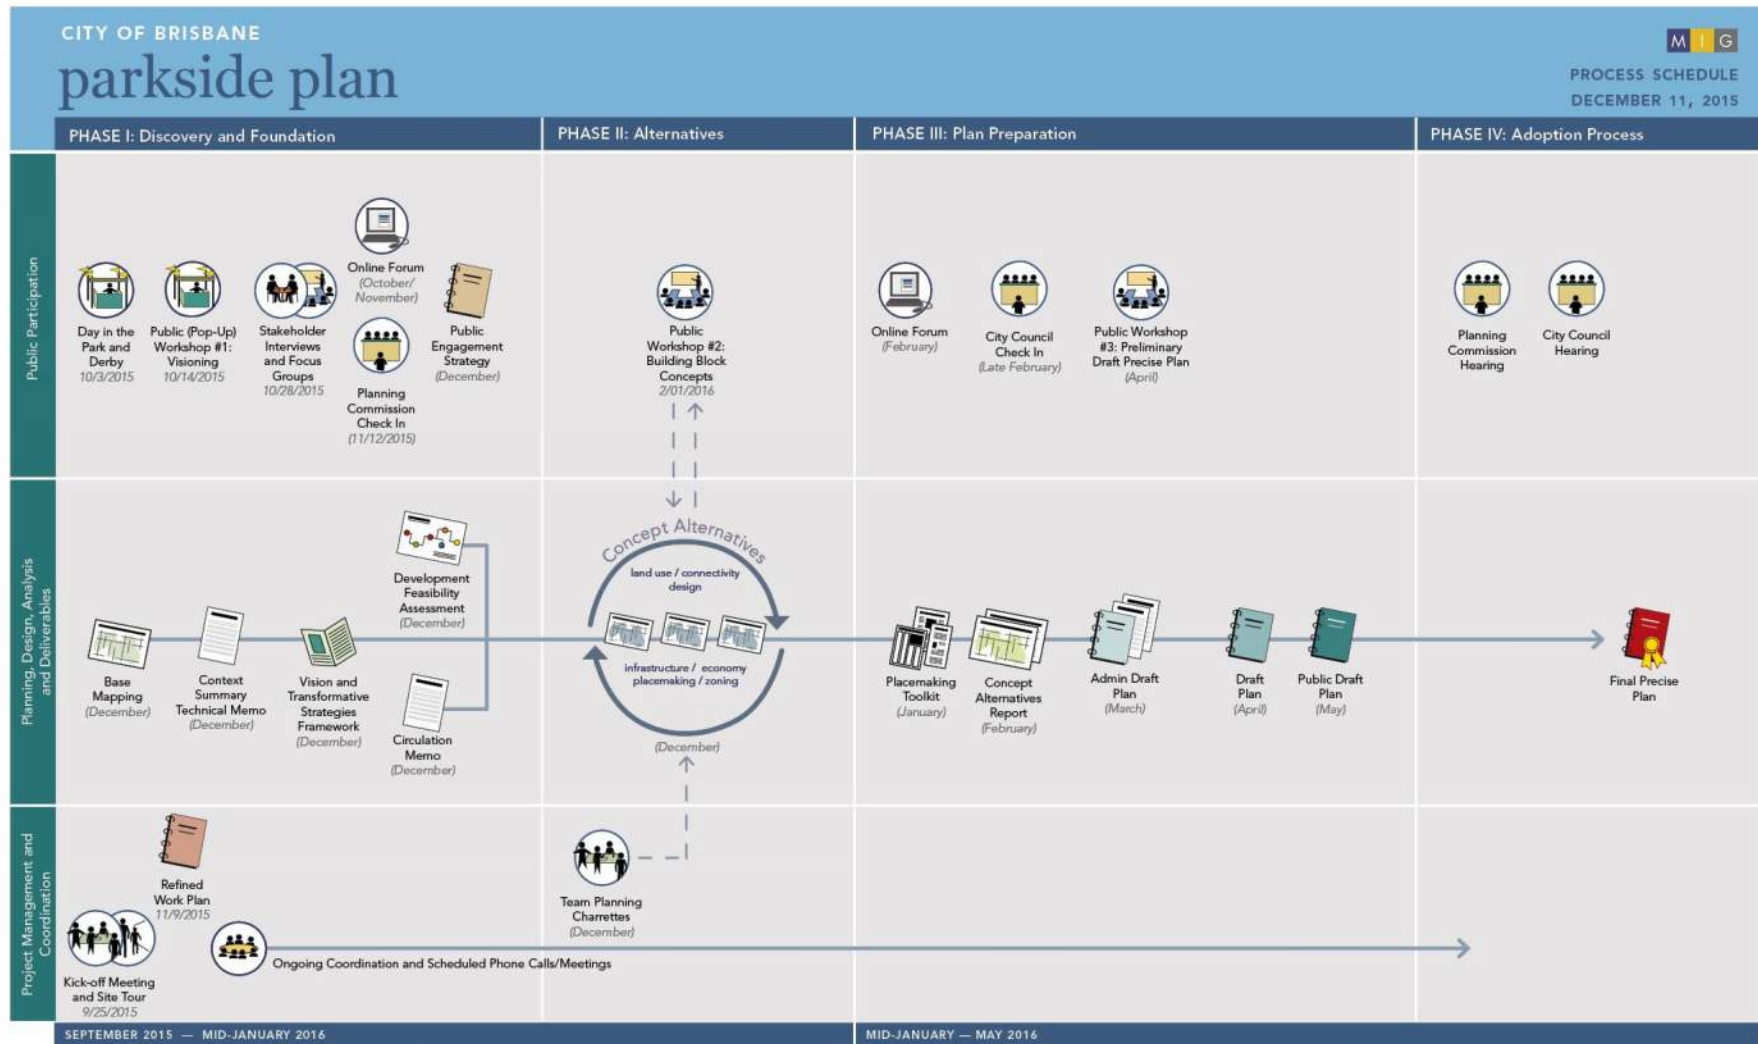 CITY OF BRISBANE
parkside plan
M I G
PROCESS SCHEDULE
DECEMBER 11, 2015
PHASE I: Discovery and Foundation
PHASE II: Alternatives
PHASE III: Plan Preparation
PHASE IV: Adoption Process
Public Participation
Day in the
Park and
Derby
10/3/2015
Public (Pop-Up)
Workshop #1:
Visioning
10/14/2015
Stakeholder
Interviews
and Focus
Groups
10/28/2015
Online Forum
(October/
November)
Planning
Commission
Check In
(11/12/2015)
Public
Engagement
Strategy
(December)
Public
Workshop #2:
Building Block
Concepts
2/01/2016
Online Forum
(February)
City Council
Check In
(Late February)
Public Workshop
#3: Preliminary
Draft Precise Plan
(April)
Planning
Commission
Hearing
City Council
Hearing
Planning, Design, Analysis
and Deliverables
Base
Mapping
(December)
Context
Summary
Technical Memo
(December)
Vision and
Transformative
Strategies
Framework
(December)
Development
Feasibility
Assessment
(December)
Circulation
Memo
(December)
Concept Alternatives
land use / connectivity
design
infrastructure / economy
placemaking / zoning
(December)
Placemaking
Toolkit
(January)
Concept
Alternatives
Report
(February)
Admin Draft
Plan
(March)
Draft
Plan
(April)
Public Draft
Plan
(May)
Final Precise
Plan
Project Management and
Coordination
Refined
Work Plan
11/9/2015
Kick-off Meeting
and Site Tour
9/25/2015
Ongoing Coordination and Scheduled Phone Calls/Meetings
Team Planning
Charrettes
(December)
SEPTEMBER 2015 — MID-JANUARY 2016
MID-JANUARY — MAY 2016